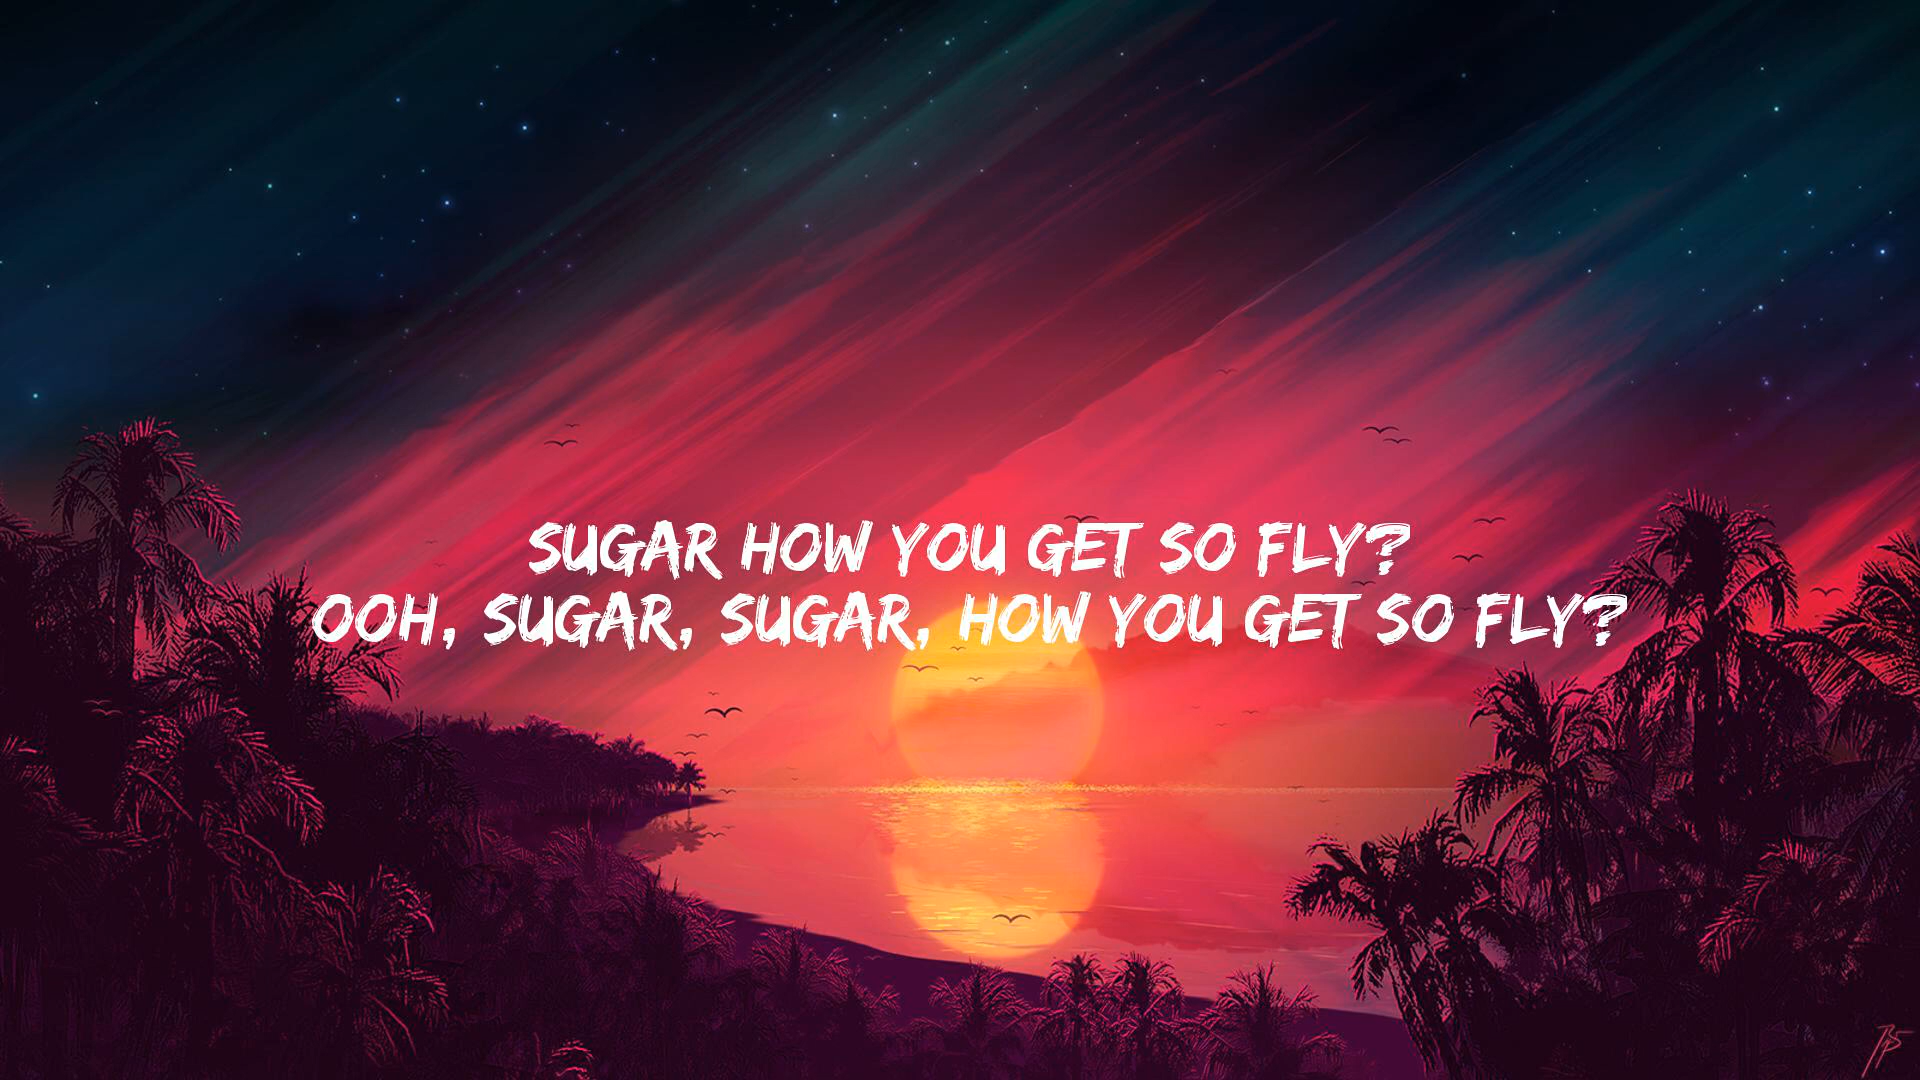 SUGAR HOW YOU GET SO FLY?
OOH, SUGAR, SUGAR, HOW YOU GET SO FLY?